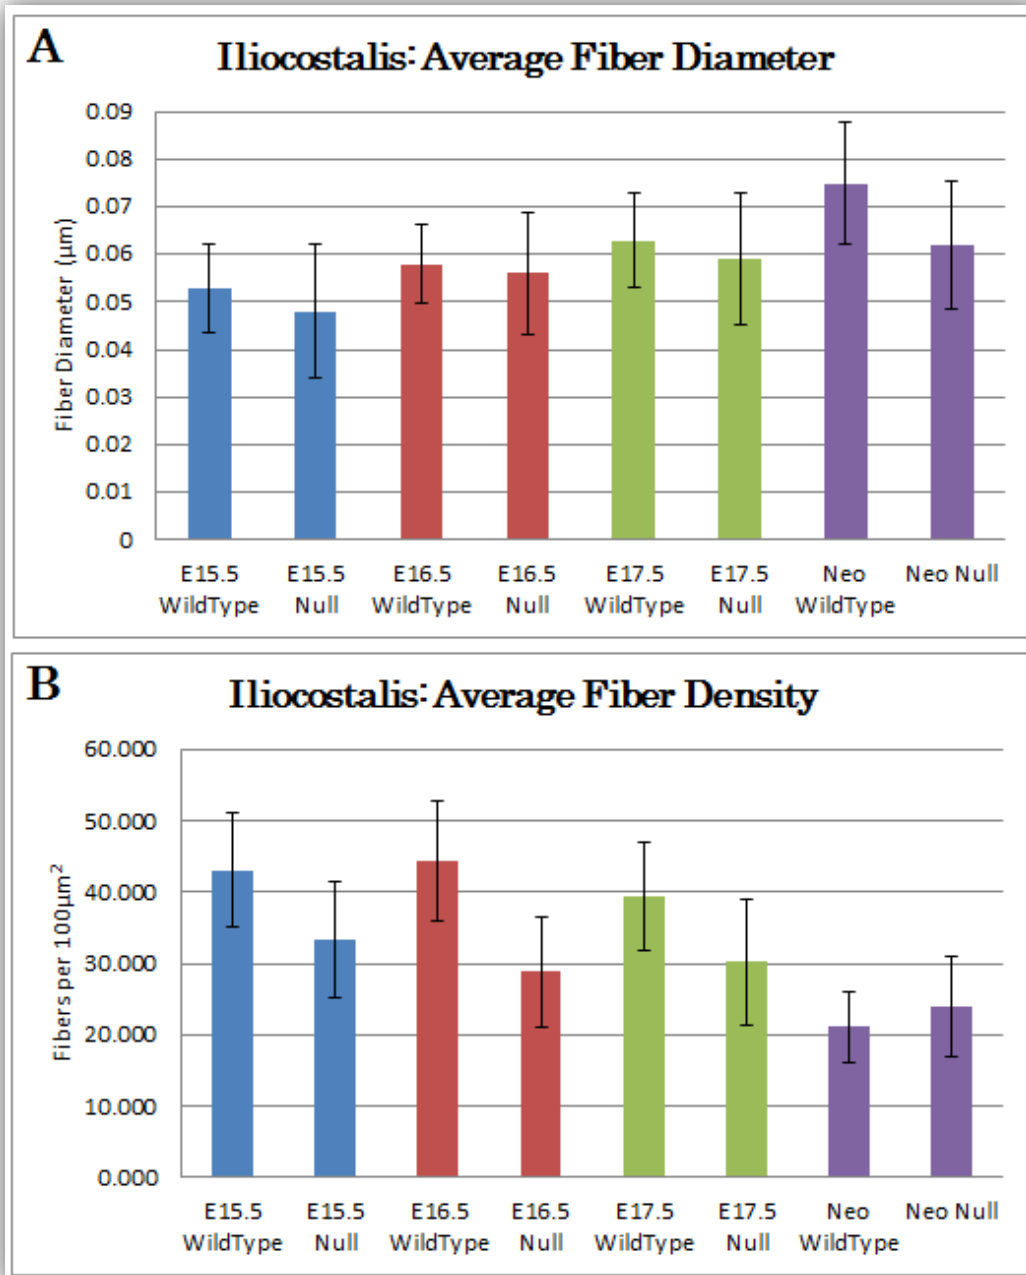 A
Iliocostalis: Average Fiber Diameter
0.09
0.08
0.07
0.06
0.05
0.04
0.03
0.02
0.01
0
Fiber Diameter (µm)
E15.5 WildType
E15.5 Null
E16.5 WildType
E16.5 Null
E17.5 WildType
E17.5 Null
Neo WildType
Neo Null
B
Iliocostalis: Average Fiber Density
60.000
50.000
40.000
30.000
20.000
10.000
0.000
Fibers per 100µm²
E15.5 WildType
E15.5 Null
E16.5 WildType
E16.5 Null
E17.5 WildType
E17.5 Null
Neo WildType
Neo Null